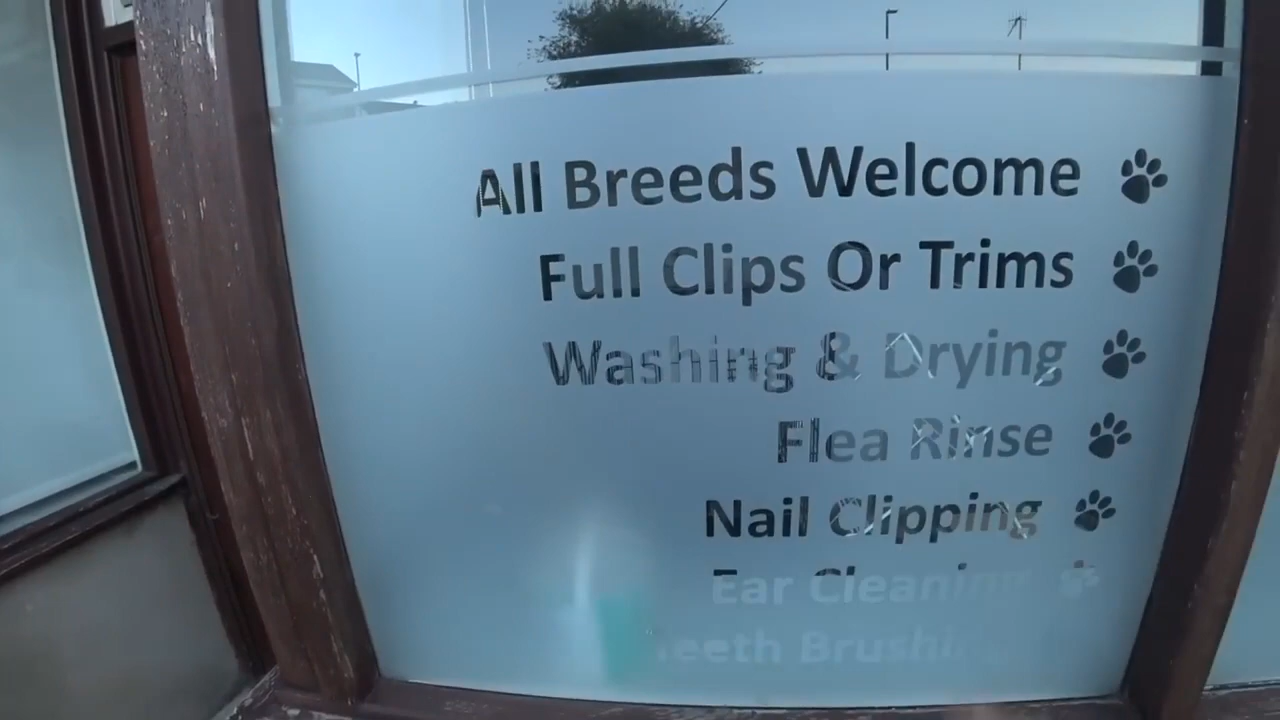 All Breeds Welcome
Full Clips Or Trims
Washing & Drying
Flea Rinse
Nail Clipping
Ear Cleaning
Teeth Brushing